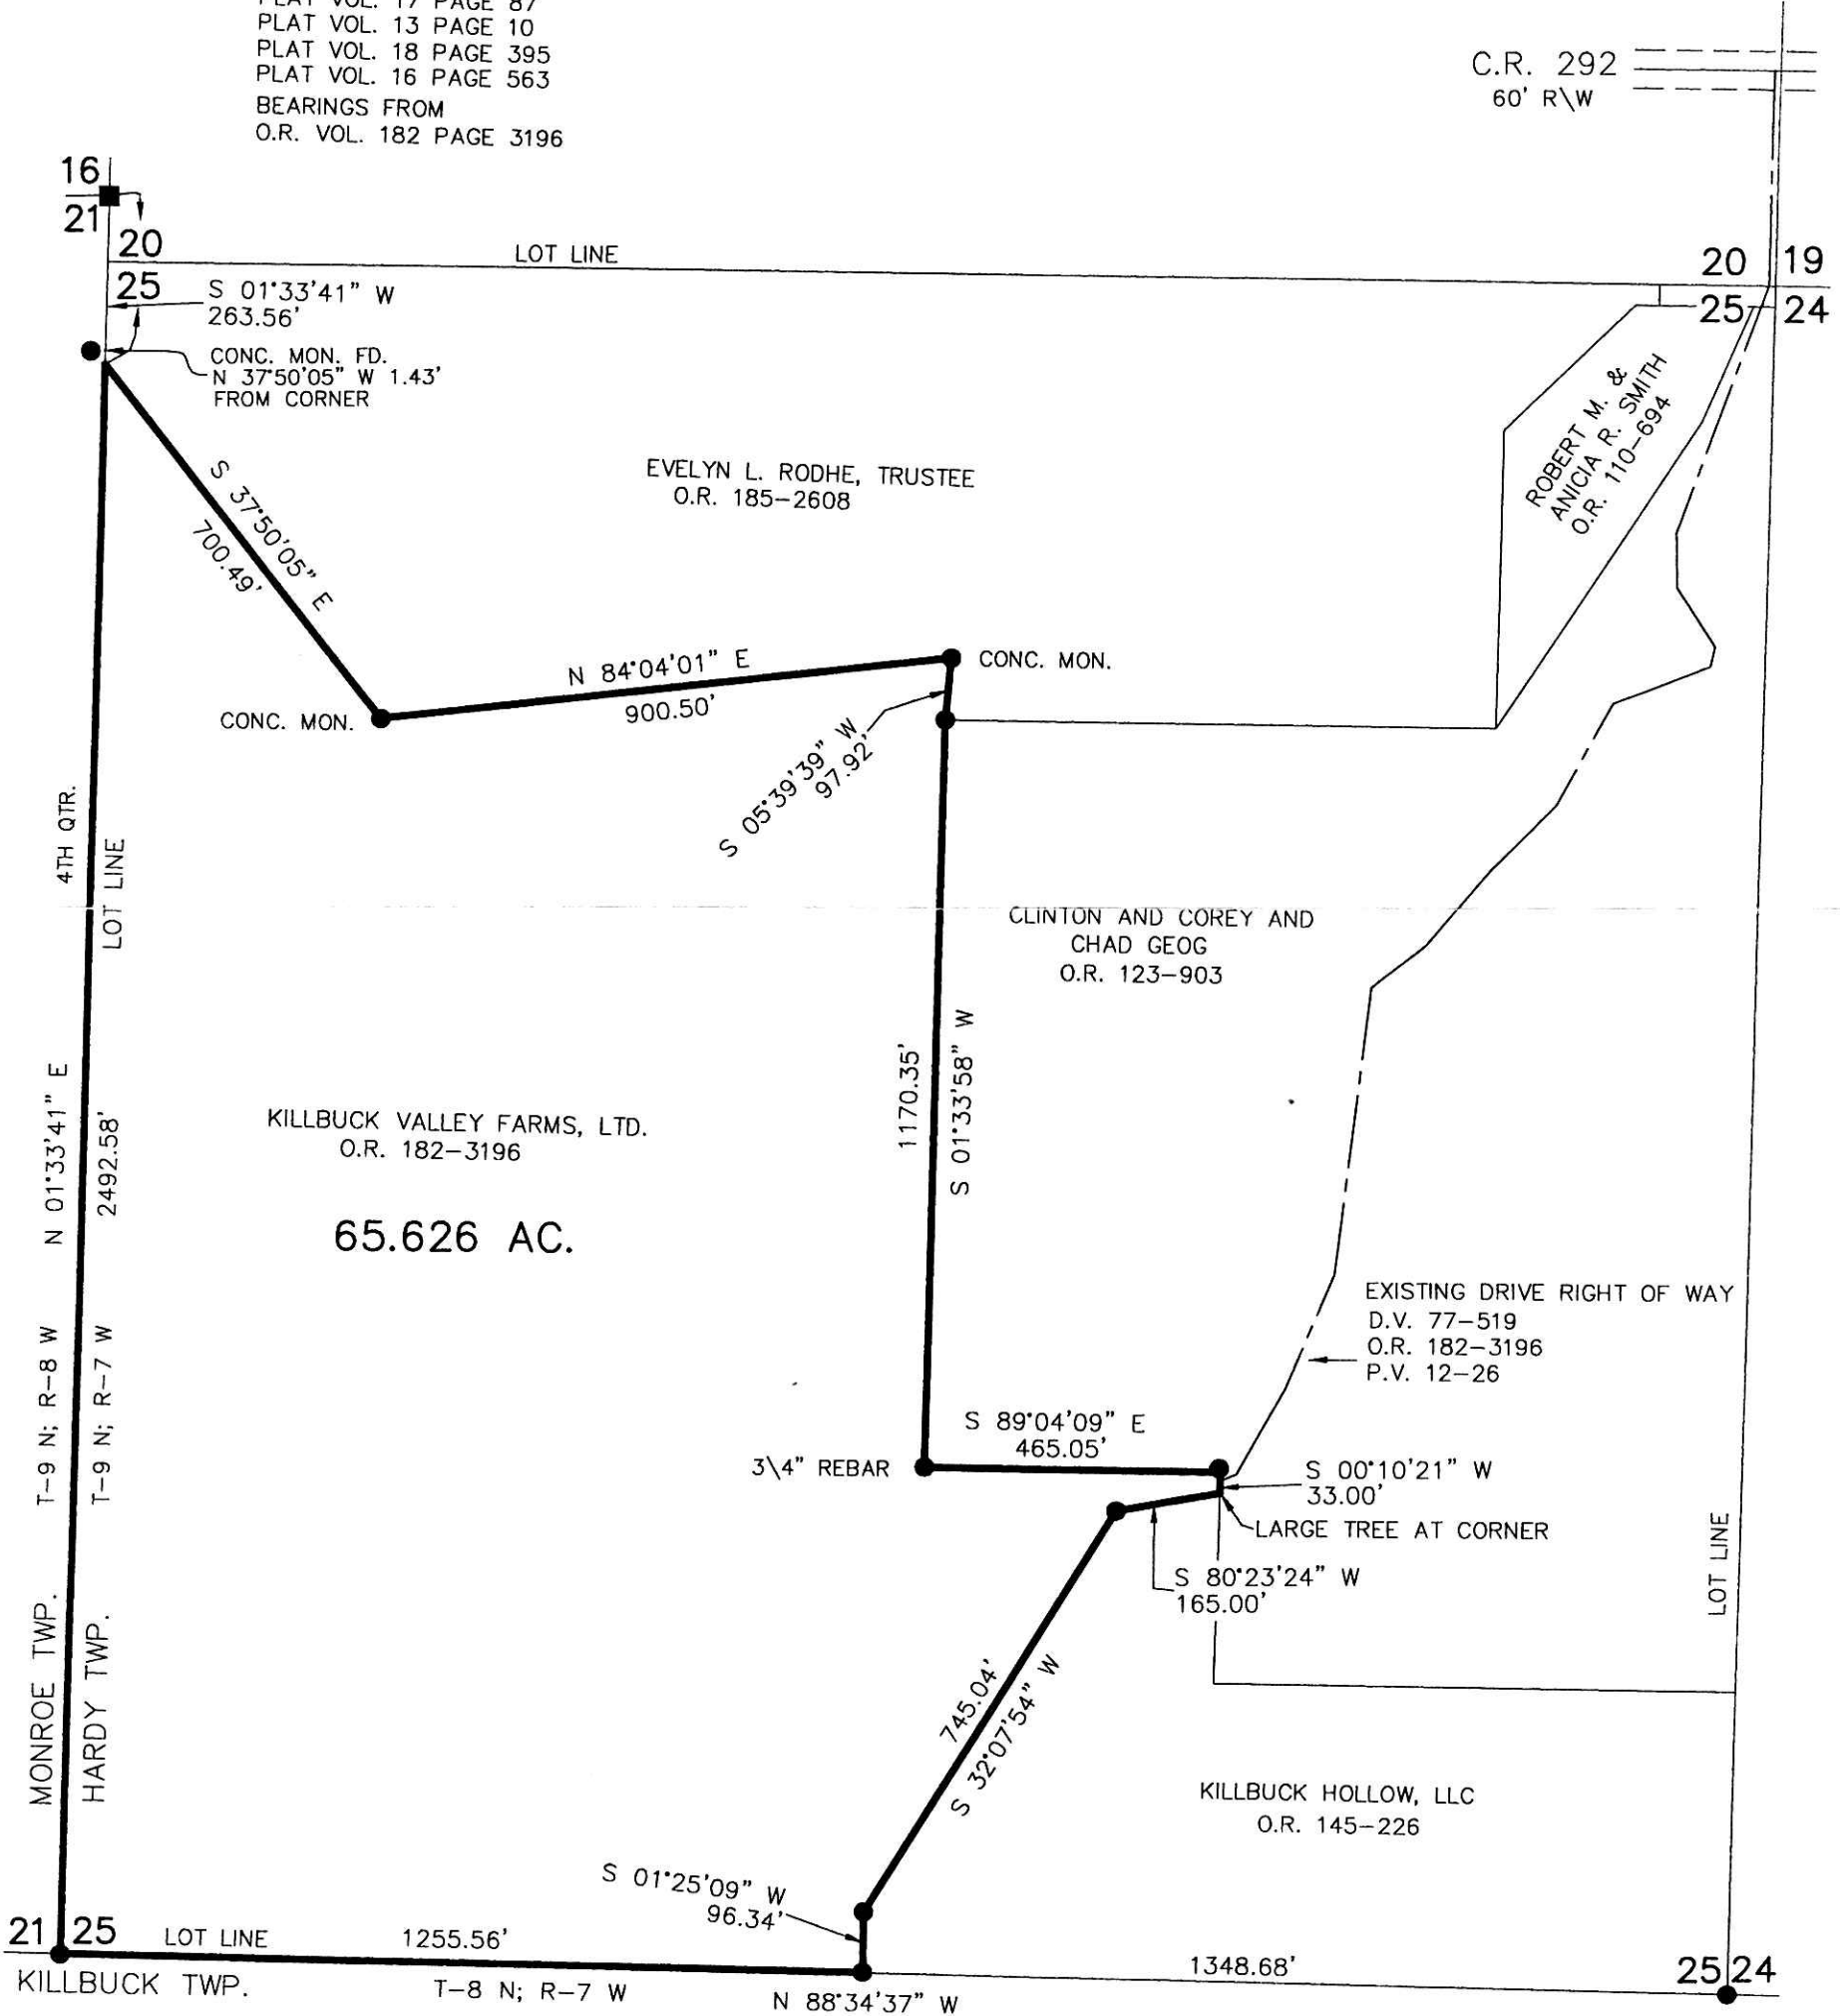 PLAT VOL. 17 PAGE 87
PLAT VOL. 13 PAGE 10
PLAT VOL. 18 PAGE 395
PLAT VOL. 16 PAGE 563
BEARINGS FROM
O.R. VOL. 182 PAGE 3196
C.R. 292
60' R\W
16
21
20
25
LOT LINE
20 19
25 24
S 01°33'41" W
263.56'
CONC. MON. FD.
N 37°50'05" W 1.43'
FROM CORNER
S 37°50'05" E
700.49'
EVELYN L. RODHE, TRUSTEE
O.R. 185-2608
ROBERT M. &
ANICIA R. SMITH
O.R. 110-694
N 84°04'01" E
900.50'
CONC. MON.
CONC. MON.
S 05°39'39" W
97.92'
4TH QTR.
LOT LINE
CLINTON AND COREY AND
CHAD GEOG
O.R. 123-903
1170.35'
S 01°33'58" W
N 01°33'41" E
2492.58'
KILLBUCK VALLEY FARMS, LTD.
O.R. 182-3196
65.626 AC.
EXISTING DRIVE RIGHT OF WAY
D.V. 77-519
O.R. 182-3196
P.V. 12-26
T-9 N; R-8 W
T-9 N; R-7 W
S 89°04'09" E
465.05'
3\4" REBAR
S 00°10'21" W
33.00'
LARGE TREE AT CORNER
S 80°23'24" W
165.00'
LOT LINE
MONROE TWP.
HARDY TWP.
745.04'
S 32°07'54" W
KILLBUCK HOLLOW, LLC
O.R. 145-226
S 01°25'09" W
96.34'
21 25
LOT LINE
1255.56'
1348.68'
25 24
KILLBUCK TWP.
T-8 N; R-7 W
N 88°34'37" W